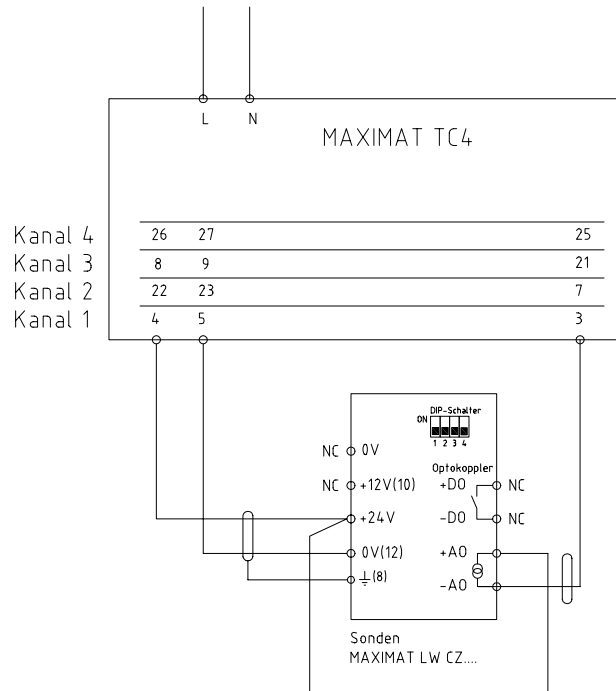 L N
MAXIMAT TC4
Kanal 4 26 27 25
Kanal 3 8 9 21
Kanal 2 22 23 7
Kanal 1 4 5 3
DIP-Schalter
ON
1 2 3 4
NC 0V
Optokoppler
NC +12V(10) +DO NC
+24V -DO NC
0V(12) +AO
(8) -AO
Sonden
MAXIMAT LW CZ....